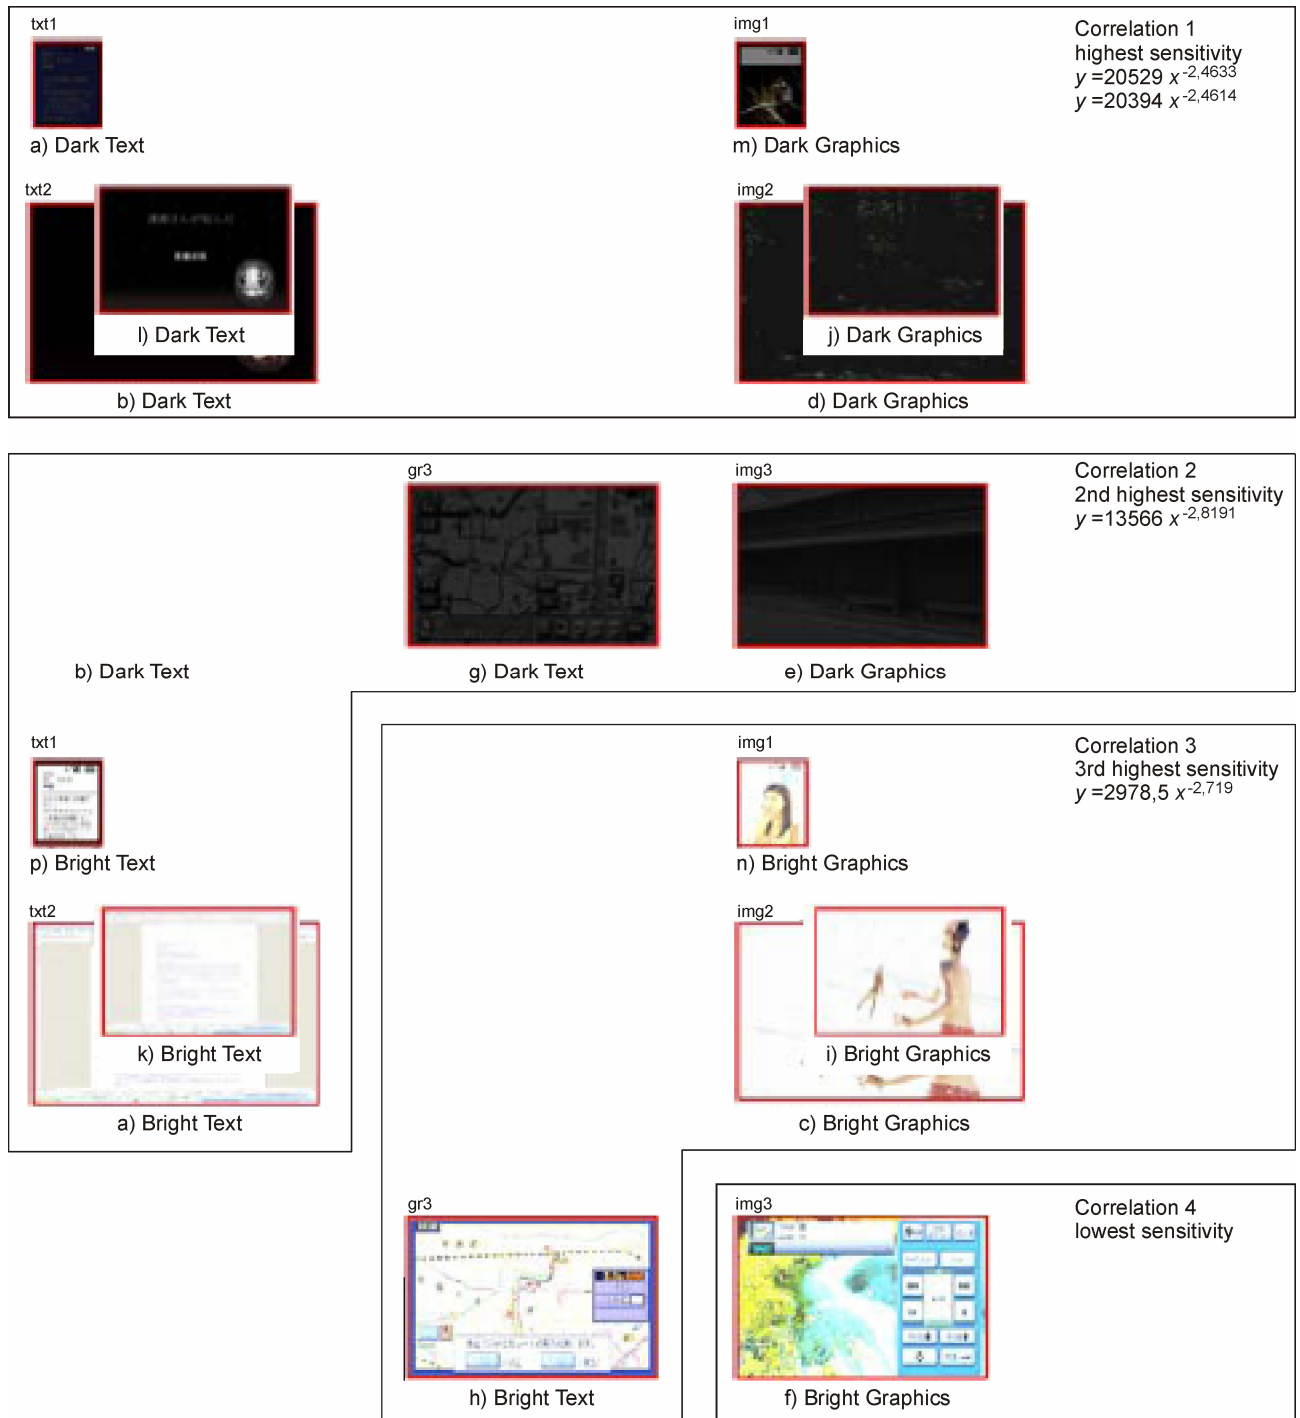 txt1
a) Dark Text
img1
m) Dark Graphics
Correlation 1
highest sensitivity
y =20529 x^-2,4633
y =20394 x^-2,4614
txt2
l) Dark Text
b) Dark Text
img2
j) Dark Graphics
d) Dark Graphics
gr3
img3
Correlation 2
2nd highest sensitivity
y =13566 x^-2,8191
b) Dark Text
g) Dark Text
e) Dark Graphics
txt1
p) Bright Text
img1
n) Bright Graphics
Correlation 3
3rd highest sensitivity
y =2978,5 x^-2,719
txt2
k) Bright Text
a) Bright Text
img2
i) Bright Graphics
c) Bright Graphics
gr3
h) Bright Text
img3
f) Bright Graphics
Correlation 4
lowest sensitivity